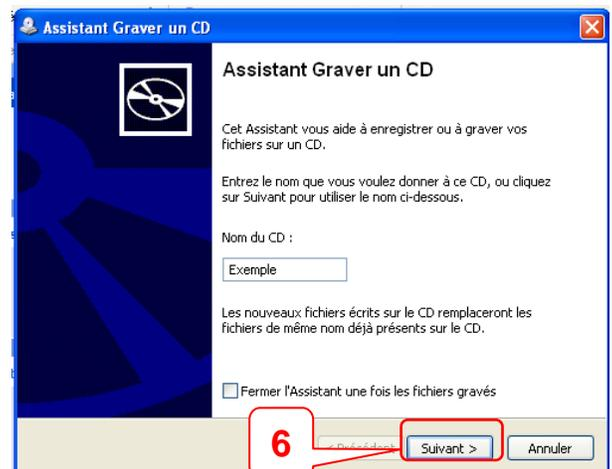 Assistant Graver un CD
Assistant Graver un CD
Cet Assistant vous aide à enregistrer ou à graver vos
fichiers sur un CD.
Entrez le nom que vous voulez donner à ce CD, ou cliquez
sur Suivant pour utiliser le nom ci-dessous.
Nom du CD :
Exemple
Les nouveaux fichiers écrits sur le CD remplaceront les
fichiers de même nom déjà présents sur le CD.
Fermer l'Assistant une fois les fichiers gravés
6
< Précédent Suivant > Annuler